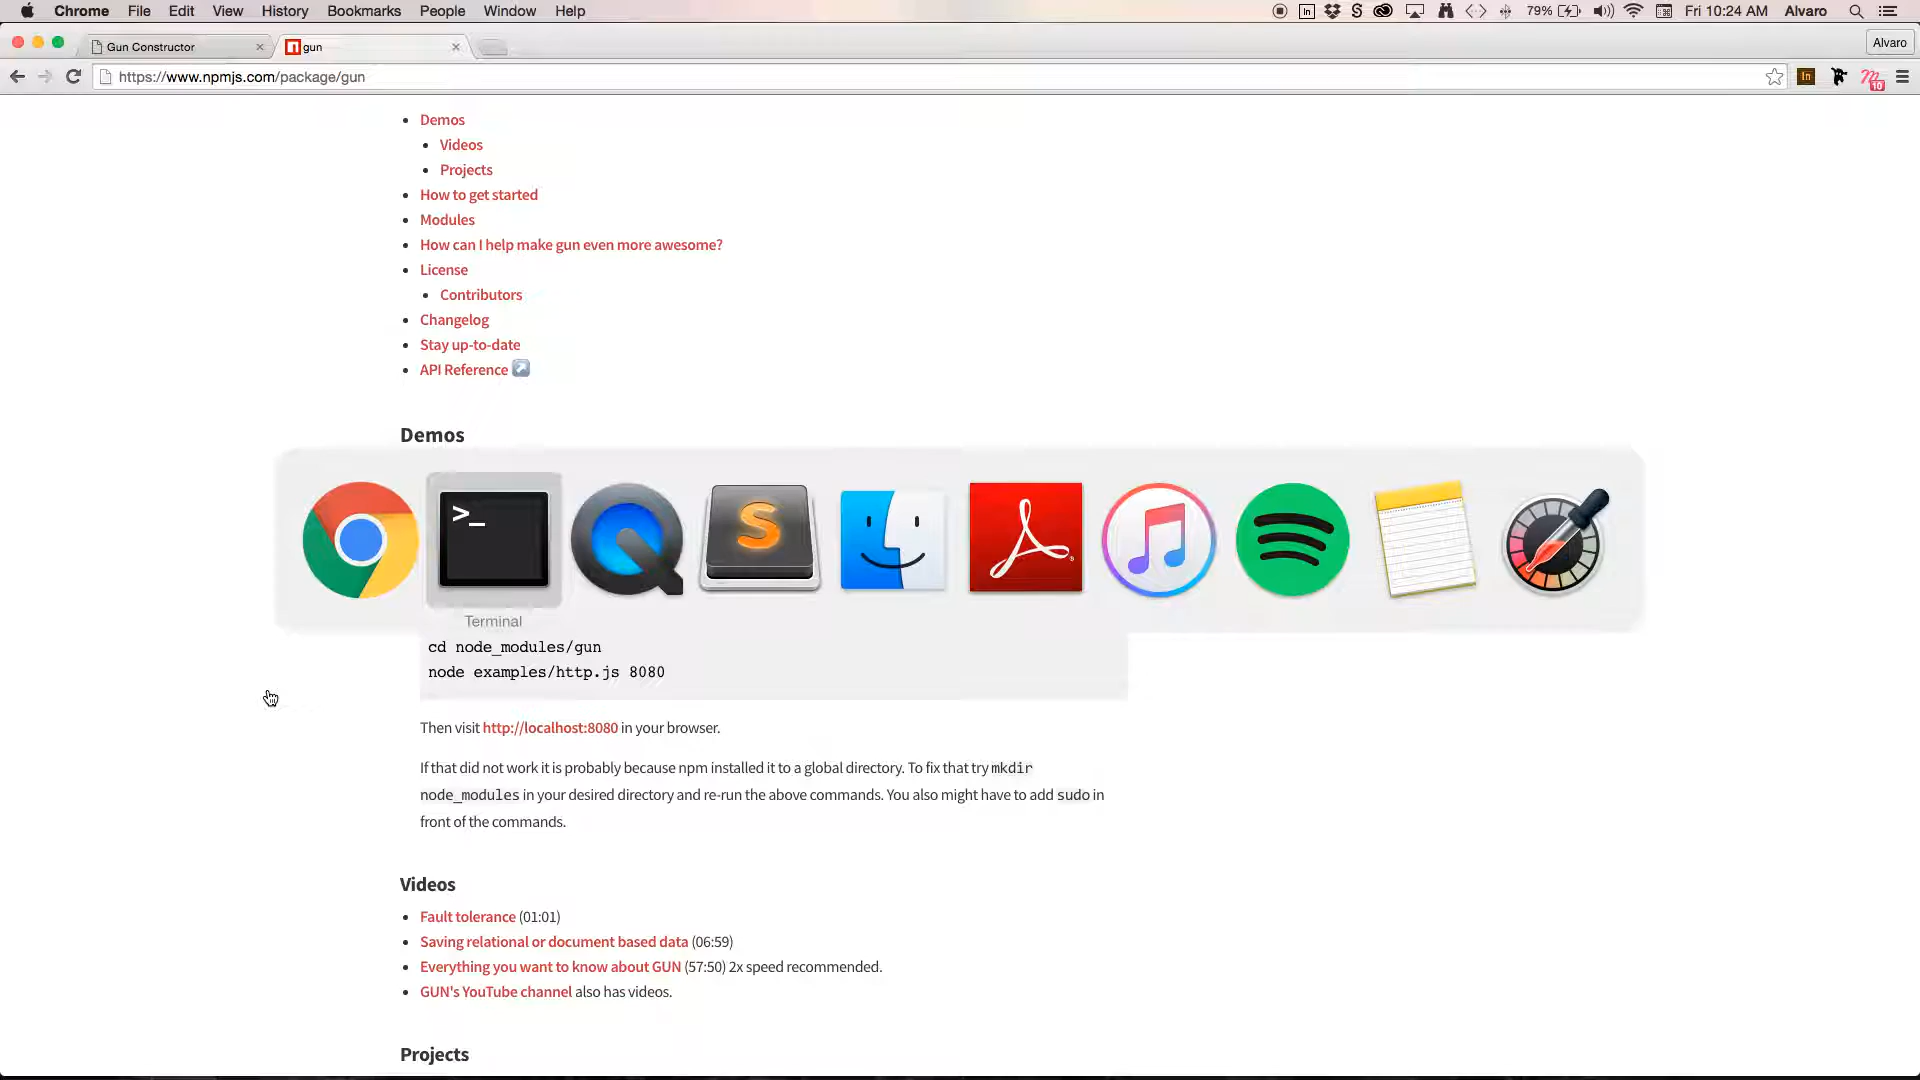 Chrome File Edit View History Bookmarks People Window Help 79% Fri 10:24 AM Alvaro
Gun Constructor gun Alvaro
https://www.npmjs.com/package/gun
Demos
Videos
Projects
How to get started
Modules
How can I help make gun even more awesome?
License
Contributors
Changelog
Stay up-to-date
API Reference
Demos
Terminal
cd node_modules/gun
node examples/http.js 8080
Then visit http://localhost:8080 in your browser.
If that did not work it is probably because npm installed it to a global directory. To fix that try mkdir
node_modules in your desired directory and re-run the above commands. You also might have to add sudo in
front of the commands.
Videos
Fault tolerance (01:01)
Saving relational or document based data (06:59)
Everything you want to know about GUN (57:50) 2x speed recommended.
GUN's YouTube channel also has videos.
Projects